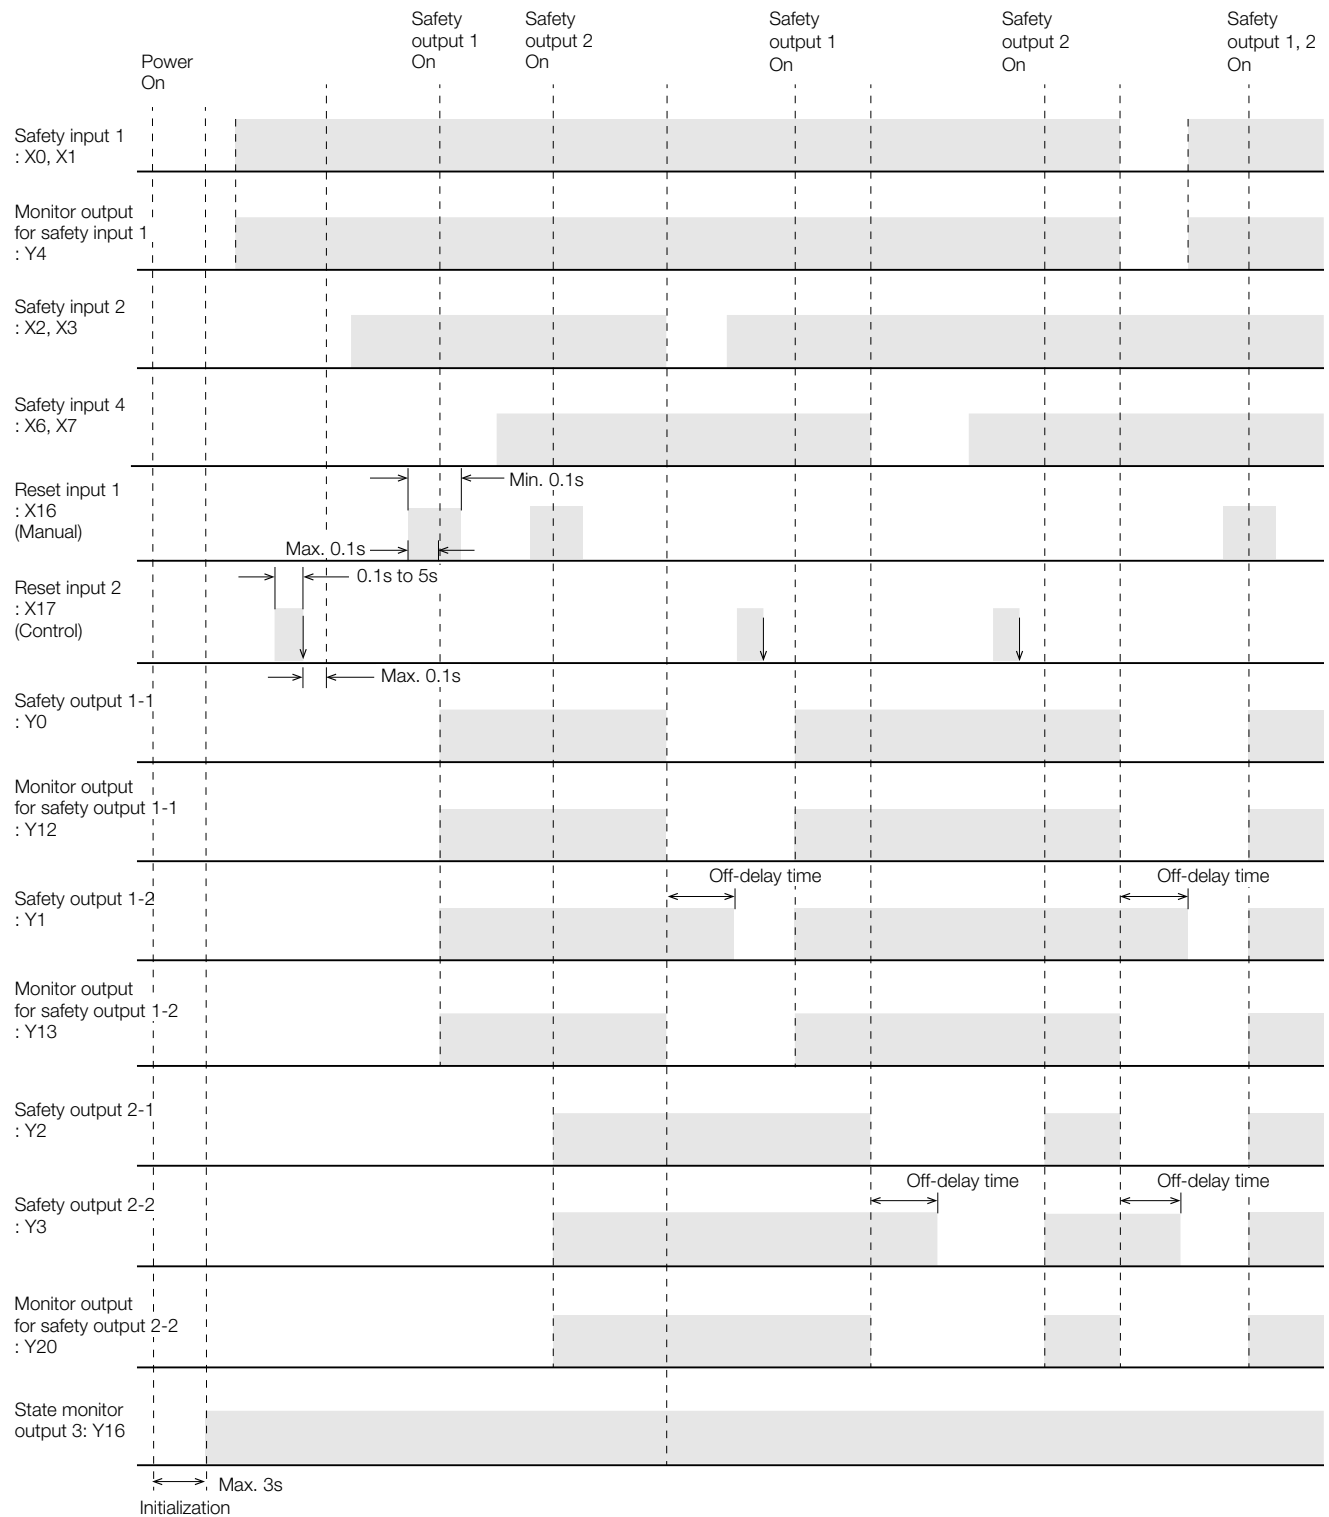 Power
On
Safety
output 1
On
Safety
output 2
On
Safety
output 1
On
Safety
output 2
On
Safety
output 1, 2
On
Safety input 1
: X0, X1
Monitor output
for safety input 1
: Y4
Safety input 2
: X2, X3
Safety input 4
: X6, X7
Reset input 1
: X16
(Manual)
Min. 0.1s
Max. 0.1s
Reset input 2
: X17
(Control)
0.1s to 5s
Max. 0.1s
Safety output 1-1
: Y0
Monitor output
for safety output 1-1
: Y12
Safety output 1-2
: Y1
Off-delay time
Off-delay time
Monitor output
for safety output 1-2
: Y13
Safety output 2-1
: Y2
Safety output 2-2
: Y3
Off-delay time
Off-delay time
Monitor output
for safety output 2-2
: Y20
State monitor
output 3: Y16
Max. 3s
Initialization